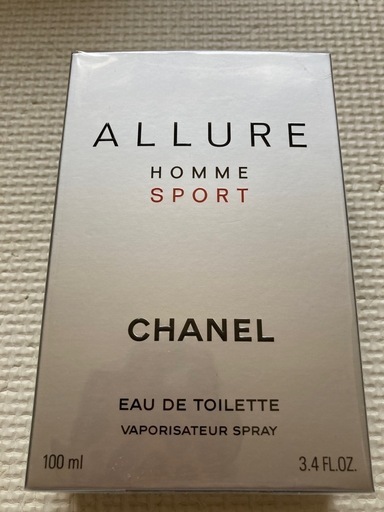 ALLURE
HOMME
SPORT
CHANEL
EAU DE TOILETTE
VAPORISATEUR SPRAY
100 ml 3.4 FL.OZ.